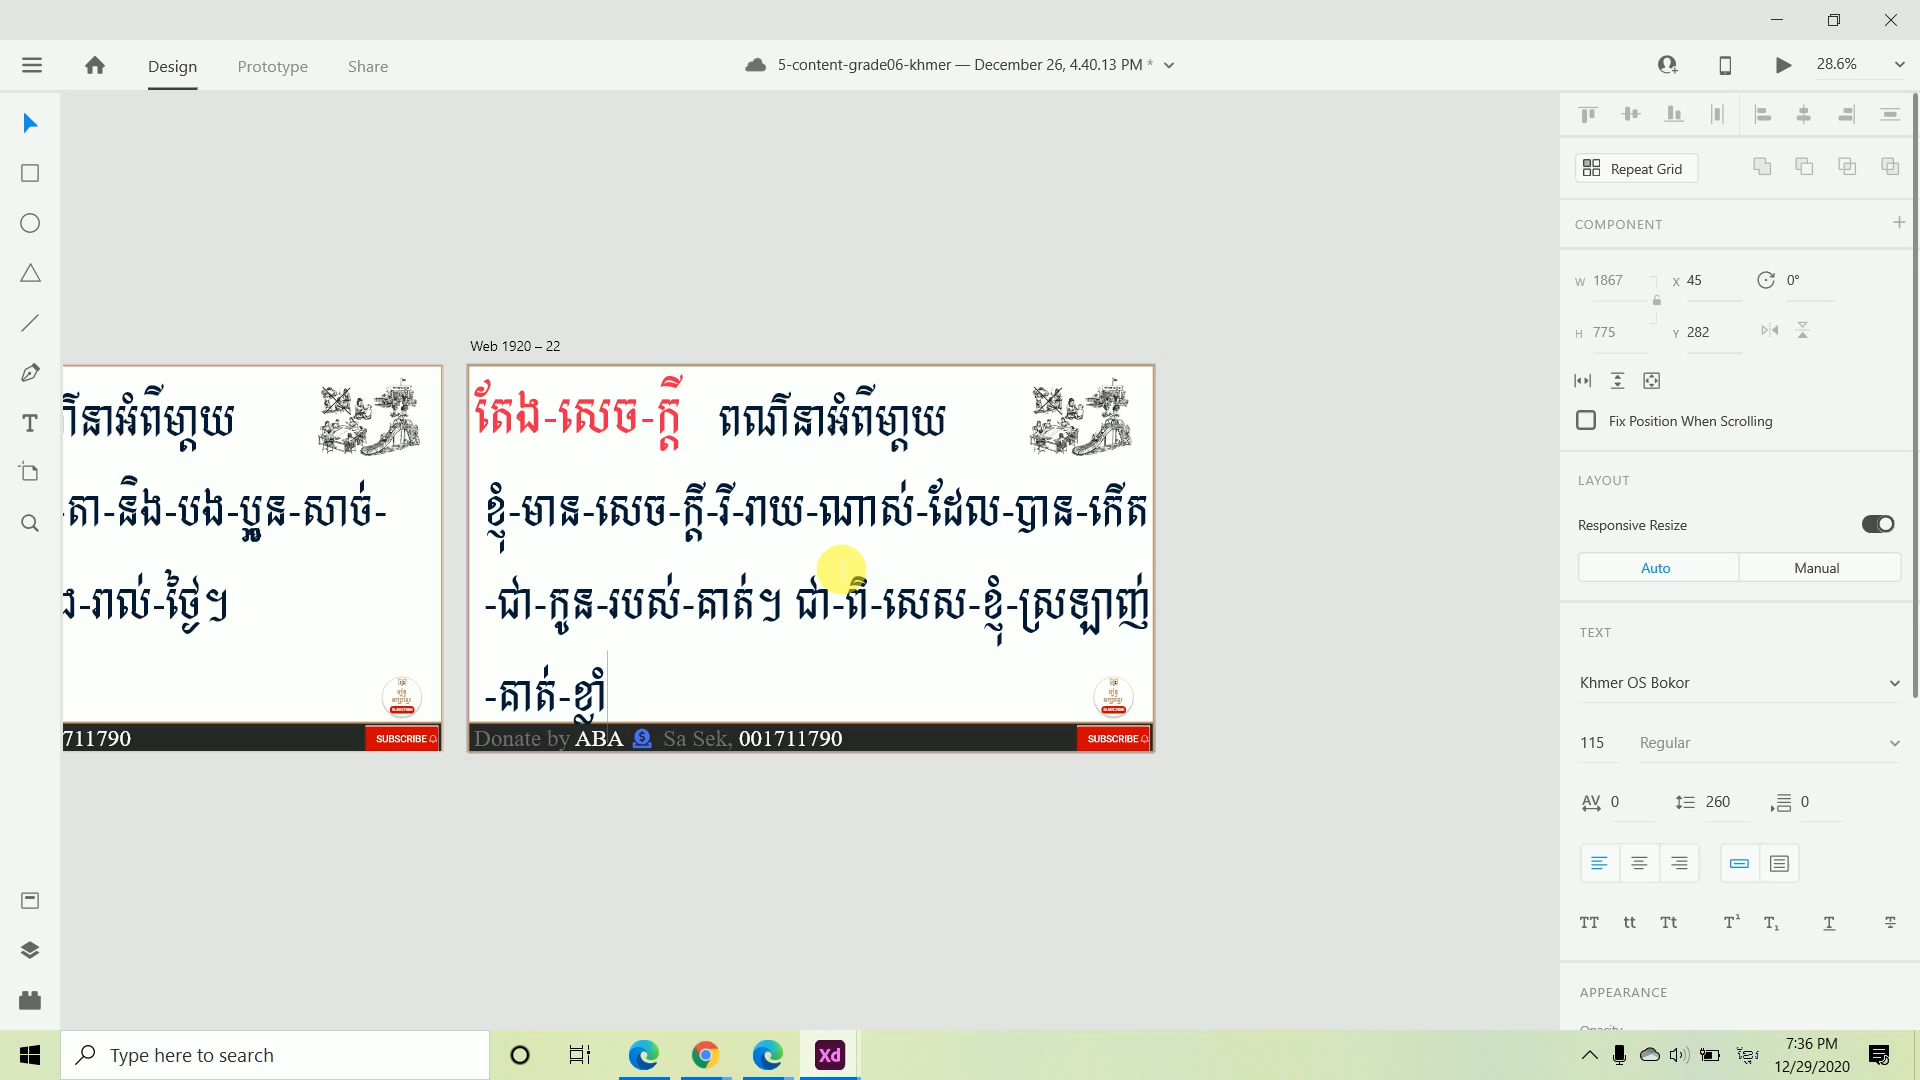 Design
Prototype
Share
5-content-grade06-khmer — December 26, 4.40.13 PM *
28.6%
Repeat Grid
COMPONENT
W 1867
X 45
0°
H 775
Y 282
Fix Position When Scrolling
LAYOUT
Responsive Resize
Auto
Manual
TEXT
Khmer OS Bokor
115
Regular
0
260
0
TT tt Tt
APPEARANCE
Web 1920 – 22
ណ៌នាអំពីម្ដាយ
-តា-និង-បង-ប្អូន-សាច់-
ង-រាល់-ថ្ងៃ។
711790
SUBSCRIBE
តែង-សេច-ក្ដី ពណ៌នាអំពីម្ដាយ
ខ្ញុំ-មាន-សេច-ក្ដី-រី-រាយ-ណាស់-ដែល-បាន-កើត
-ជា-កូន-របស់-គាត់។ ជា-ពិ-សេស-ខ្ញុំ-ស្រឡាញ់
-គាត់-ខ្លាំ
Donate by ABA Sa Sek, 001711790
SUBSCRIBE
Type here to search
Xd
ខ្មែរ
7:36 PM
12/29/2020